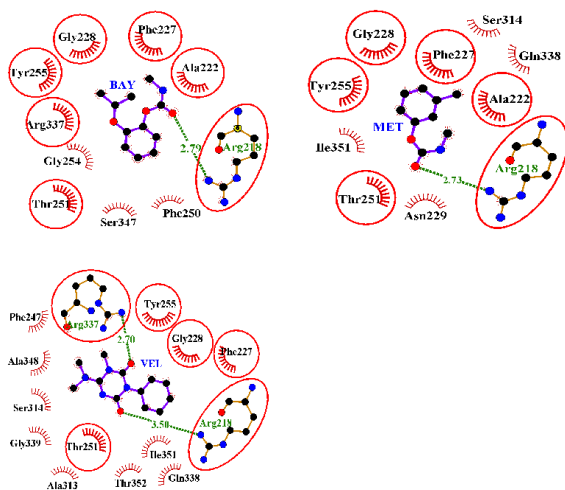 Phe227
Gly228
Tyr255
BAY
Ala222
Arg337
2.79
Arg218
Gly254
Thr251
Ser347
Phe250
Ser314
Gly228
Phe227
Gln338
Tyr255
Ala222
MET
Ile351
Arg218
2.73
Thr251
Asn229
Tyr255
Phe247
Arg337
2.70
Gly228
Phe227
Ala348
VEL
Ser314
3.50
Arg218
Gly339
Thr251
Ile351
Ala313
Thr352
Gln338